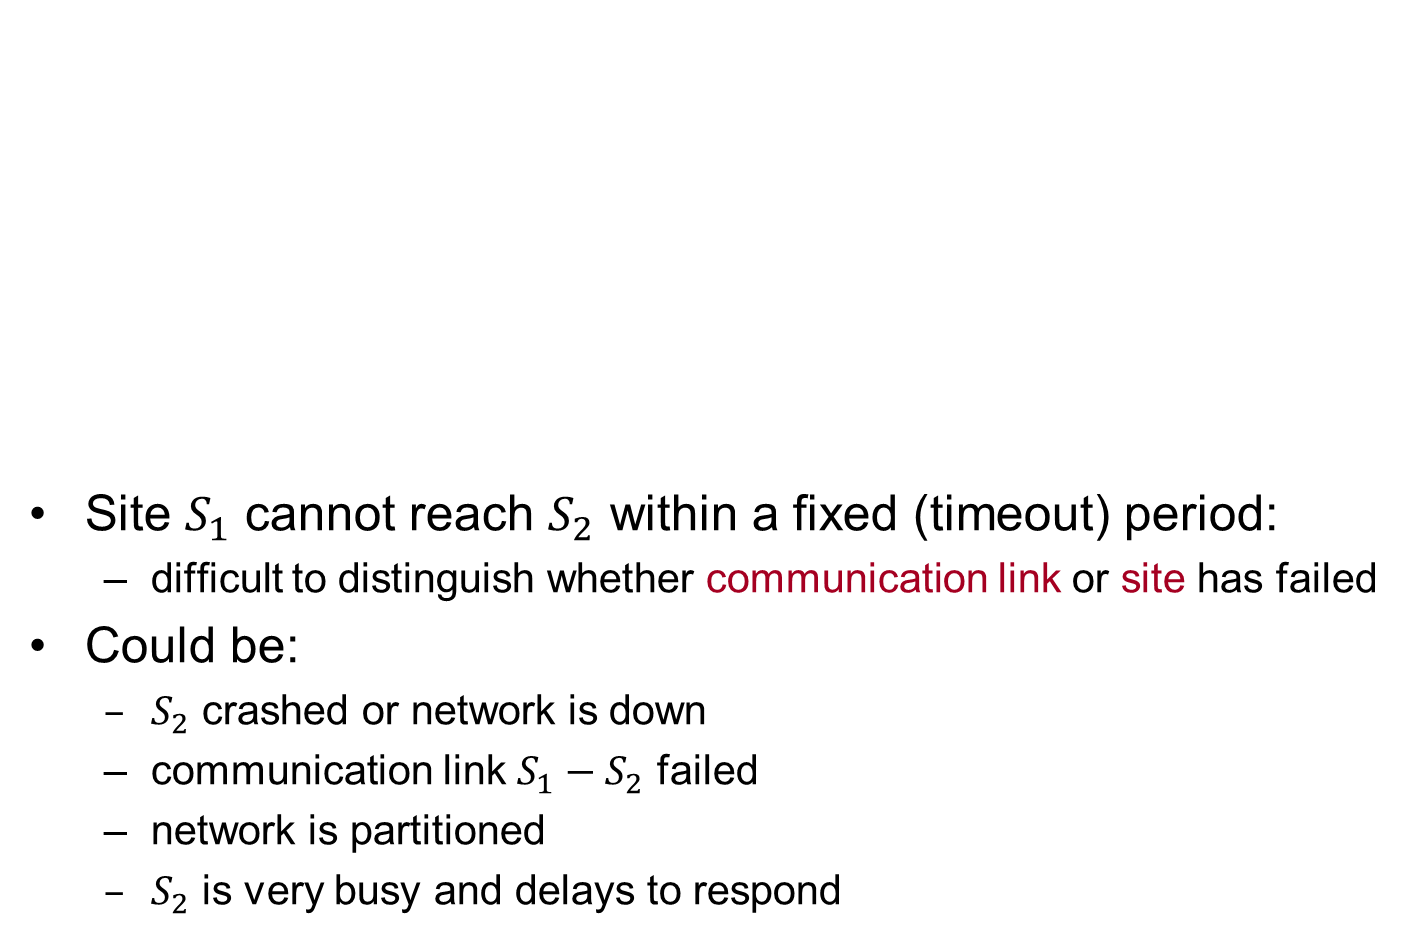 • Site S₁ cannot reach S₂ within a fixed (timeout) period:
– difficult to distinguish whether communication link or site has failed
• Could be:
– S₂ crashed or network is down
– communication link S₁ − S₂ failed
– network is partitioned
– S₂ is very busy and delays to respond